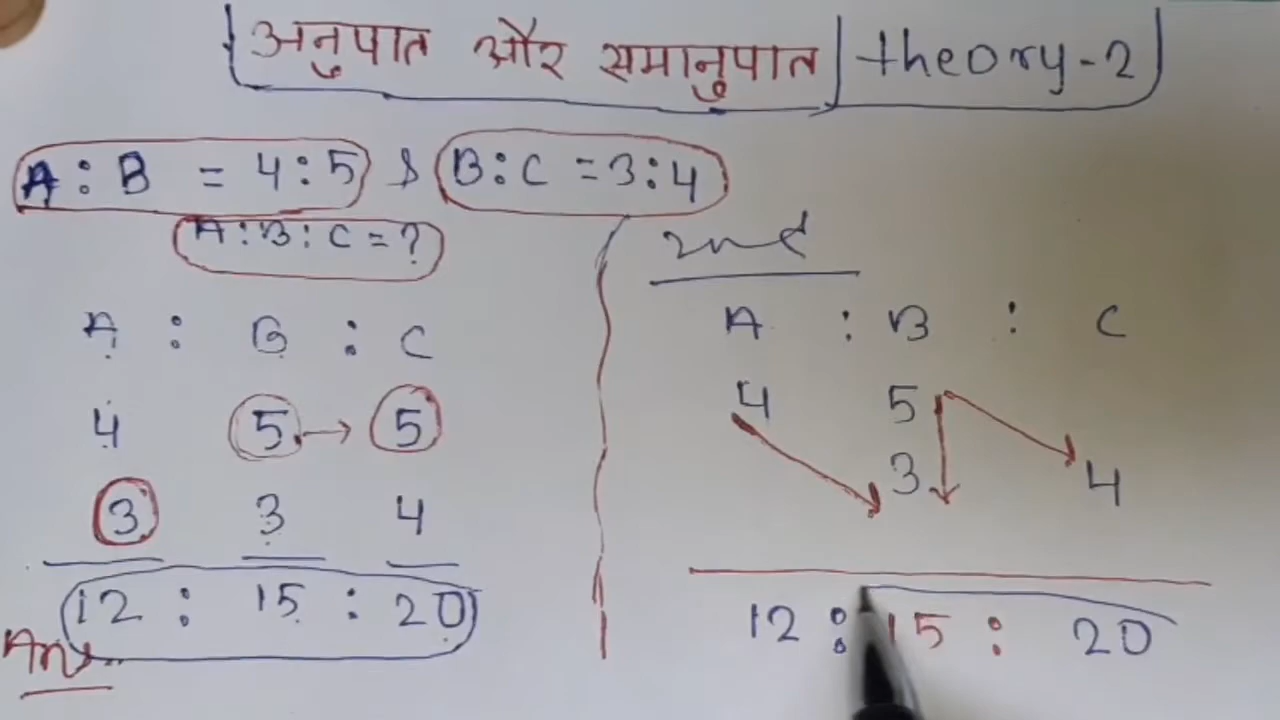 अनुपात और समानुपात | theory-2
A : B = 4 : 5 & B : C = 3 : 4
A : B : C = ?
A : B : C
4 5 → 5
3 3 4
12 : 15 : 20
Ans.
2nd
A : B : C
4 5
3 4
12 : 15 : 20